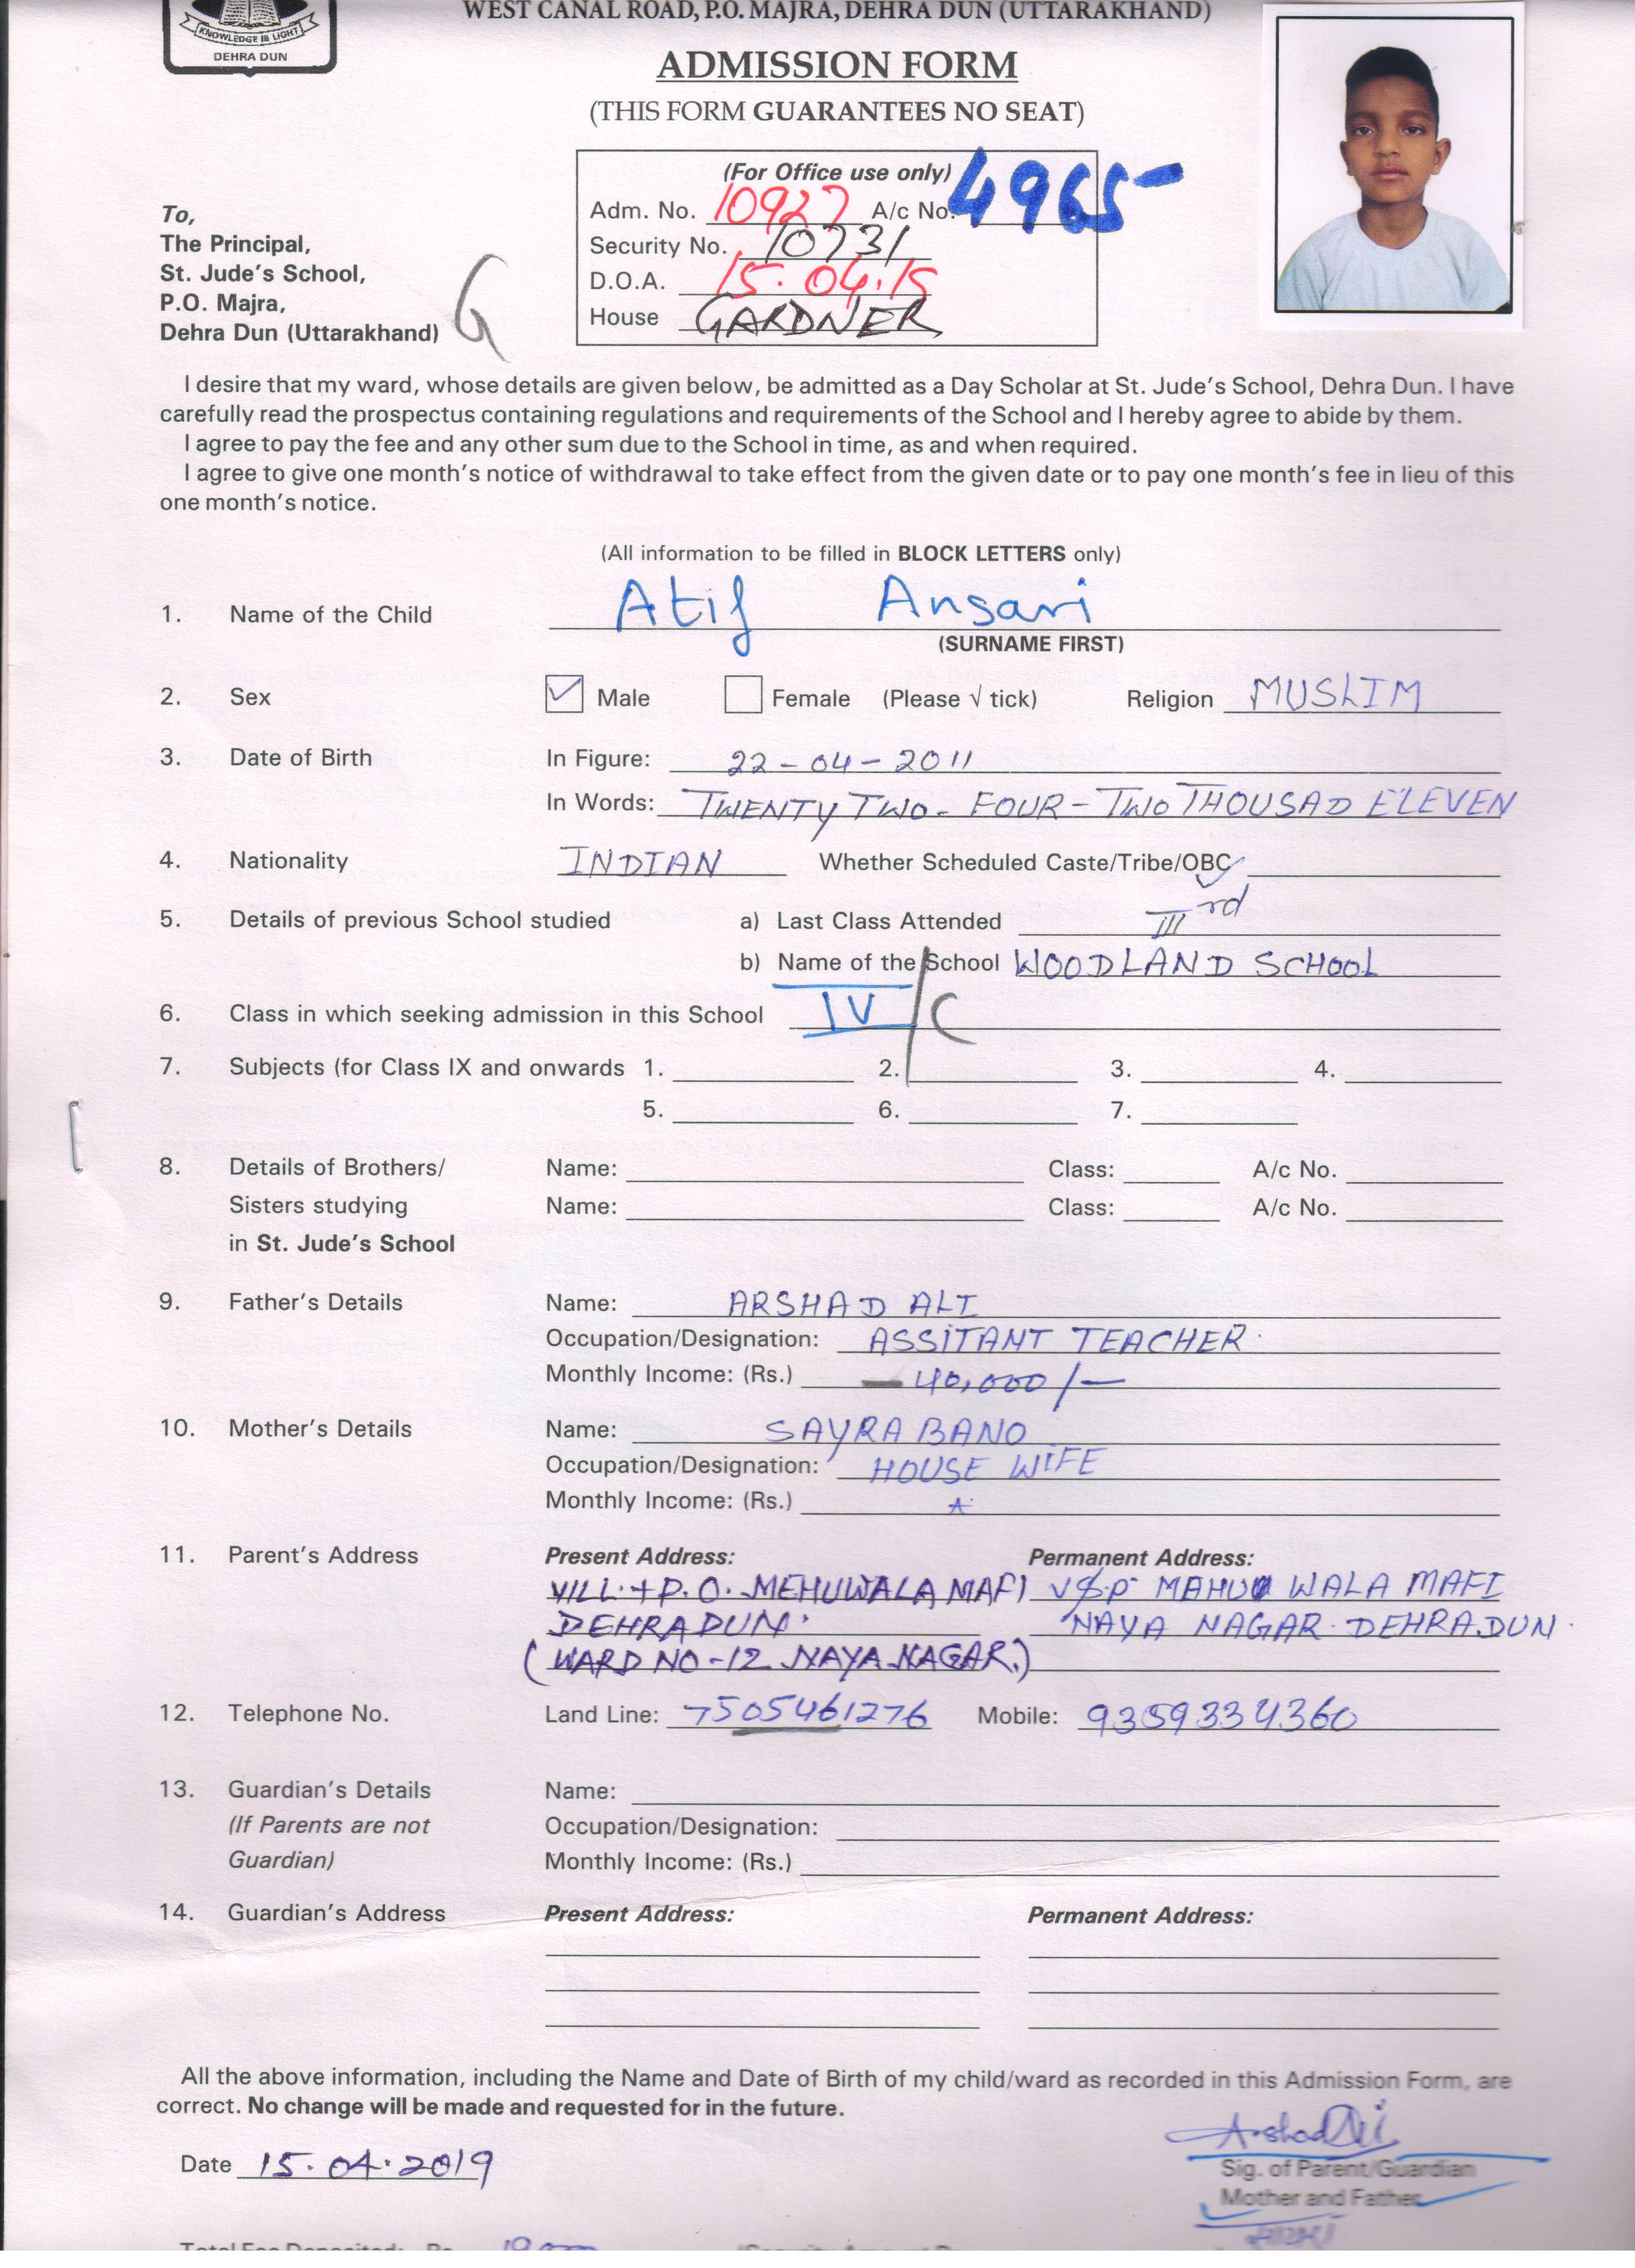 WEST CANAL ROAD, P.O. MAJRA, DEHRA DUN (UTTARAKHAND)
KNOWLEDGE IS LIGHT
DEHRA DUN
ADMISSION FORM
(THIS FORM GUARANTEES NO SEAT)
(For Office use only)
Adm. No. 10927 A/c No. 4965-
Security No. 10731
D.O.A. 15.04.19
House GARDNER
To,
The Principal,
St. Jude's School,
P.O. Majra,
Dehra Dun (Uttarakhand) G
I desire that my ward, whose details are given below, be admitted as a Day Scholar at St. Jude's School, Dehra Dun. I have
carefully read the prospectus containing regulations and requirements of the School and I hereby agree to abide by them.
I agree to pay the fee and any other sum due to the School in time, as and when required.
I agree to give one month's notice of withdrawal to take effect from the given date or to pay one month's fee in lieu of this
one month's notice.
(All information to be filled in BLOCK LETTERS only)
1. Name of the Child Atif Ansari
(SURNAME FIRST)
2. Sex ✓ Male Female (Please √ tick) Religion MUSLIM
3. Date of Birth In Figure: 22-04-2011
In Words: TWENTY TWO- FOUR-TWO THOUSAD ELEVEN
4. Nationality INDIAN Whether Scheduled Caste/Tribe/OBC ✓
5. Details of previous School studied a) Last Class Attended III rd
b) Name of the School WOODLAND SCHOOL
6. Class in which seeking admission in this School IV / C
7. Subjects (for Class IX and onwards 1. 2. 3. 4.
5. 6. 7.
8. Details of Brothers/ Name: Class: A/c No.
Sisters studying Name: Class: A/c No.
in St. Jude's School
9. Father's Details Name: ARSHAD ALI
Occupation/Designation: ASSITANT TEACHER.
Monthly Income: (Rs.) - 40,000/-
10. Mother's Details Name: SAYRA BANO
Occupation/Designation: HOUSE WIFE
Monthly Income: (Rs.)
11. Parent's Address Present Address: Permanent Address:
VILL.+P.O. MEHUWALA MAFI V&P MAHU WALA MAFI
DEHRADUN. NAYA NAGAR. DEHRADUN.
(WARD NO-12 NAYA NAGAR.)
12. Telephone No. Land Line: 7505461276 Mobile: 9359334360
13. Guardian's Details Name:
(If Parents are not Occupation/Designation:
Guardian) Monthly Income: (Rs.)
14. Guardian's Address Present Address: Permanent Address:
All the above information, including the Name and Date of Birth of my child/ward as recorded in this Admission Form, are
correct. No change will be made and requested for in the future.
Arshad Ali
Date 15.04.2019
Sig. of Parent/Guardian
Mother and Father
Total Fee Deposited: Rs.